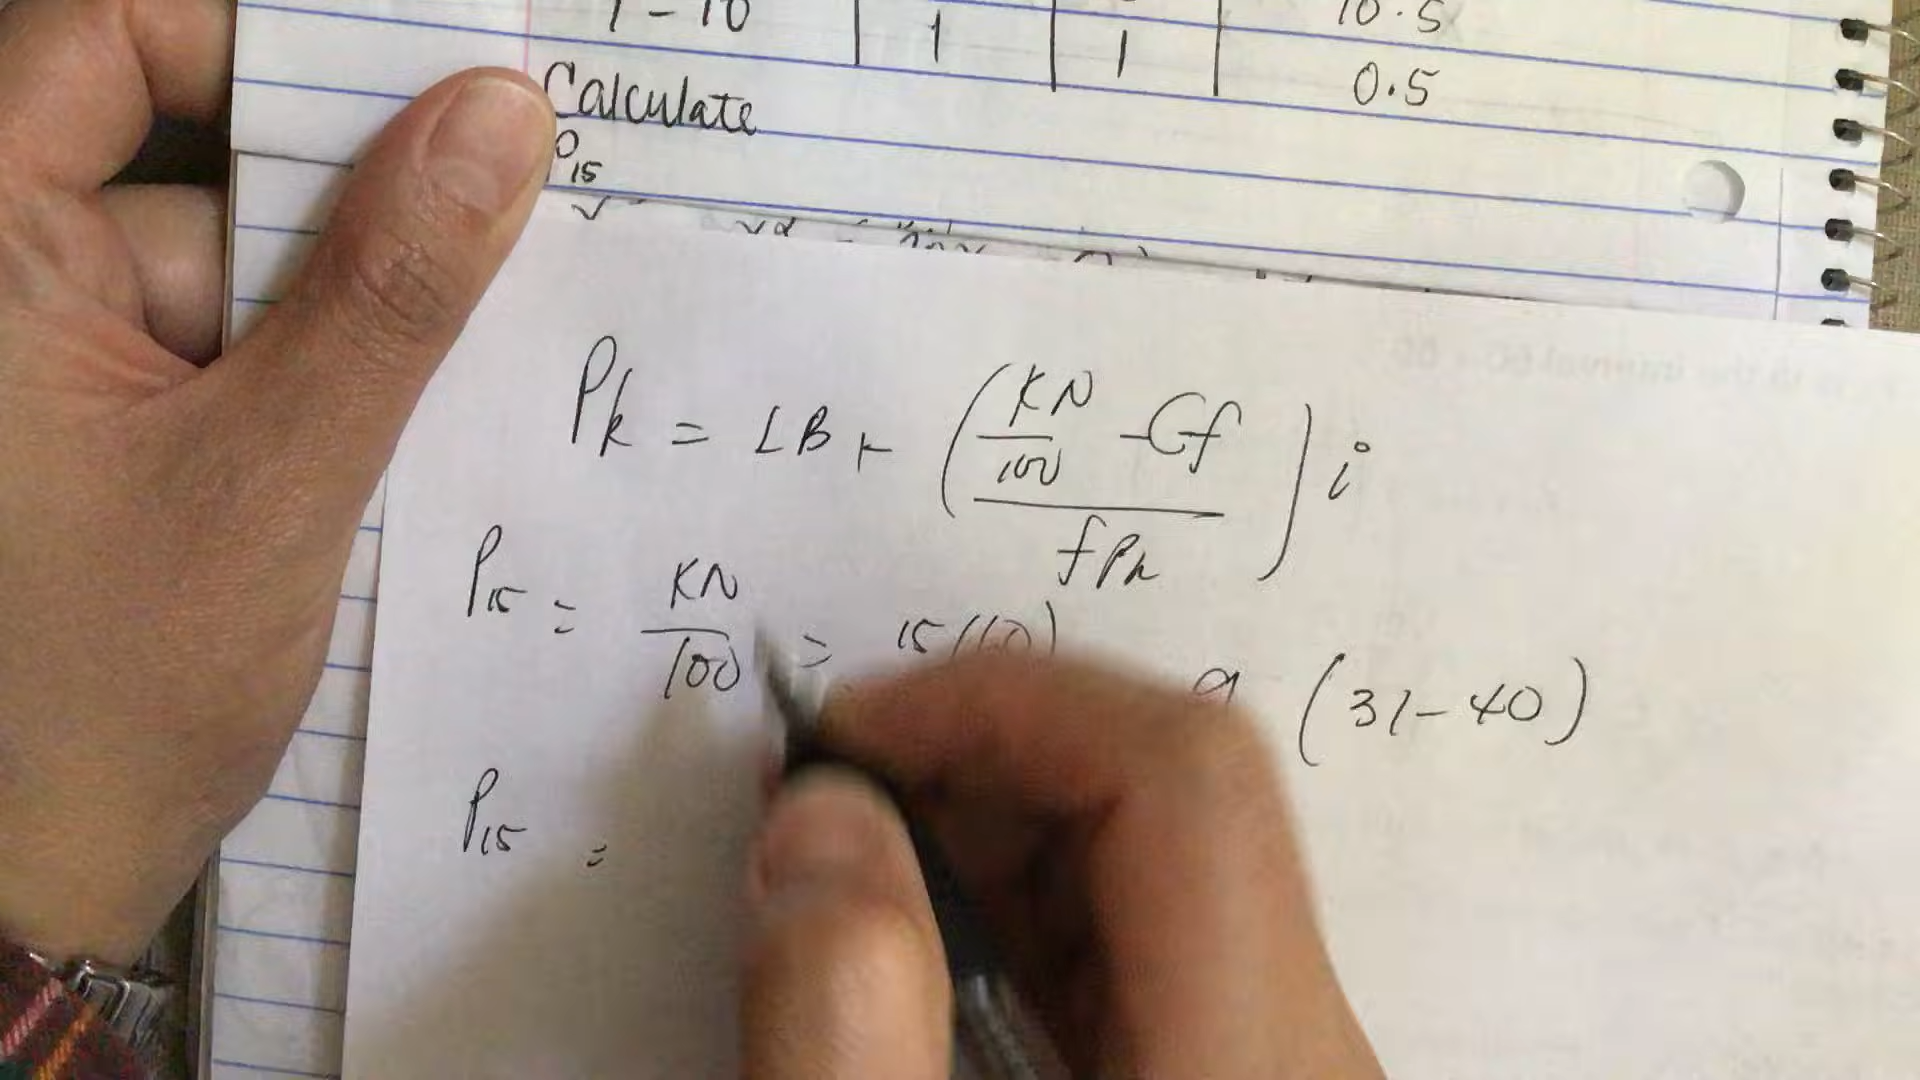 1 - 10 1 1 10.5
0.5
Calculate
P15
Pk = LB + (KN/100 - Cf / fPk) i
P15 = KN/100 = 15(60) 9 (31-40)
P15 =